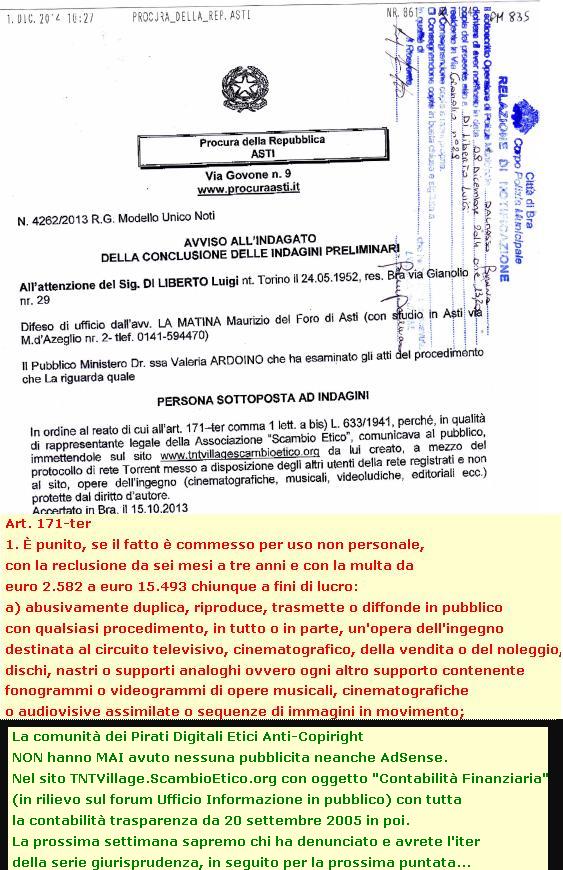 1. DIC. 2014 10:27 PROCURA_DELLA_REP. ASTI NR. 861 PM 835
Città di Bra
Corpo Polizia Municipale
RELAZIONE DI NOTIFICAZIONE
Procura della Repubblica
ASTI
Via Govone n. 9
www.procuraasti.it
N. 4262/2013 R.G. Modello Unico Noti
AVVISO ALL'INDAGATO
DELLA CONCLUSIONE DELLE INDAGINI PRELIMINARI
All'attenzione del Sig. DI LIBERTO Luigi nt. Torino il 24.05.1952, res. Bra via Gianolio
nr. 29
Difeso di ufficio dall'avv. LA MATINA Maurizio del Foro di Asti (con studio in Asti via
M.d'Azeglio nr. 2- tlef. 0141-594470)
Il Pubblico Ministero Dr. ssa Valeria ARDOINO che ha esaminato gli atti del procedimento
che La riguarda quale
PERSONA SOTTOPOSTA AD INDAGINI
In ordine al reato di cui all'art. 171-ter comma 1 lett. a bis) L. 633/1941, perché, in qualità
di rappresentante legale della Associazione "Scambio Etico", comunicava al pubblico,
immettendole sul sito www.tntvillagescambioetico.org da lui creato, a mezzo del
protocollo di rete Torrent messo a disposizione degli altri utenti della rete registrati e non
al sito, opere dell'ingegno (cinematografiche, musicali, videoludiche, editoriali ecc.)
protette dal diritto d'autore.
Accertato in Bra, il 15.10.2013
Art. 171-ter
1. È punito, se il fatto è commesso per uso non personale,
con la reclusione da sei mesi a tre anni e con la multa da
euro 2.582 a euro 15.493 chiunque a fini di lucro:
a) abusivamente duplica, riproduce, trasmette o diffonde in pubblico
con qualsiasi procedimento, in tutto o in parte, un'opera dell'ingegno
destinata al circuito televisivo, cinematografico, della vendita o del noleggio,
dischi, nastri o supporti analoghi ovvero ogni altro supporto contenente
fonogrammi o videogrammi di opere musicali, cinematografiche
o audiovisive assimilate o sequenze di immagini in movimento;
La comunità dei Pirati Digitali Etici Anti-Copiright
NON hanno MAI avuto nessuna pubblicita neanche AdSense.
Nel sito TNTVillage.ScambioEtico.org con oggetto "Contabilità Finanziaria"
(in rilievo sul forum Ufficio Informazione in pubblico) con tutta
la contabilità trasparenza da 20 settembre 2005 in poi.
La prossima settimana sapremo chi ha denunciato e avrete l'iter
della serie giurisprudenza, in seguito per la prossima puntata...